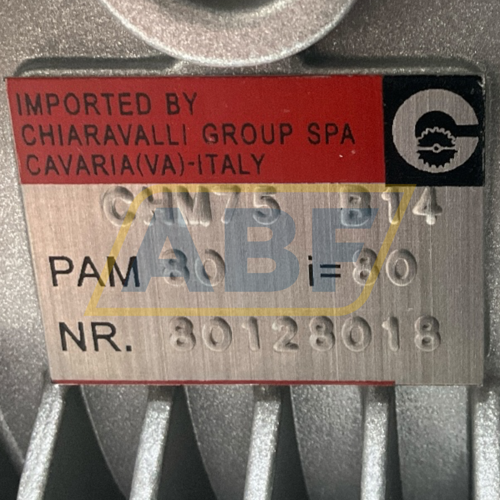 IMPORTED BY
CHIARAVALLI GROUP SPA
CAVARIA(VA)-ITALY
CHM75 B14
ABF
PAM 80 i=80
NR. 80128018